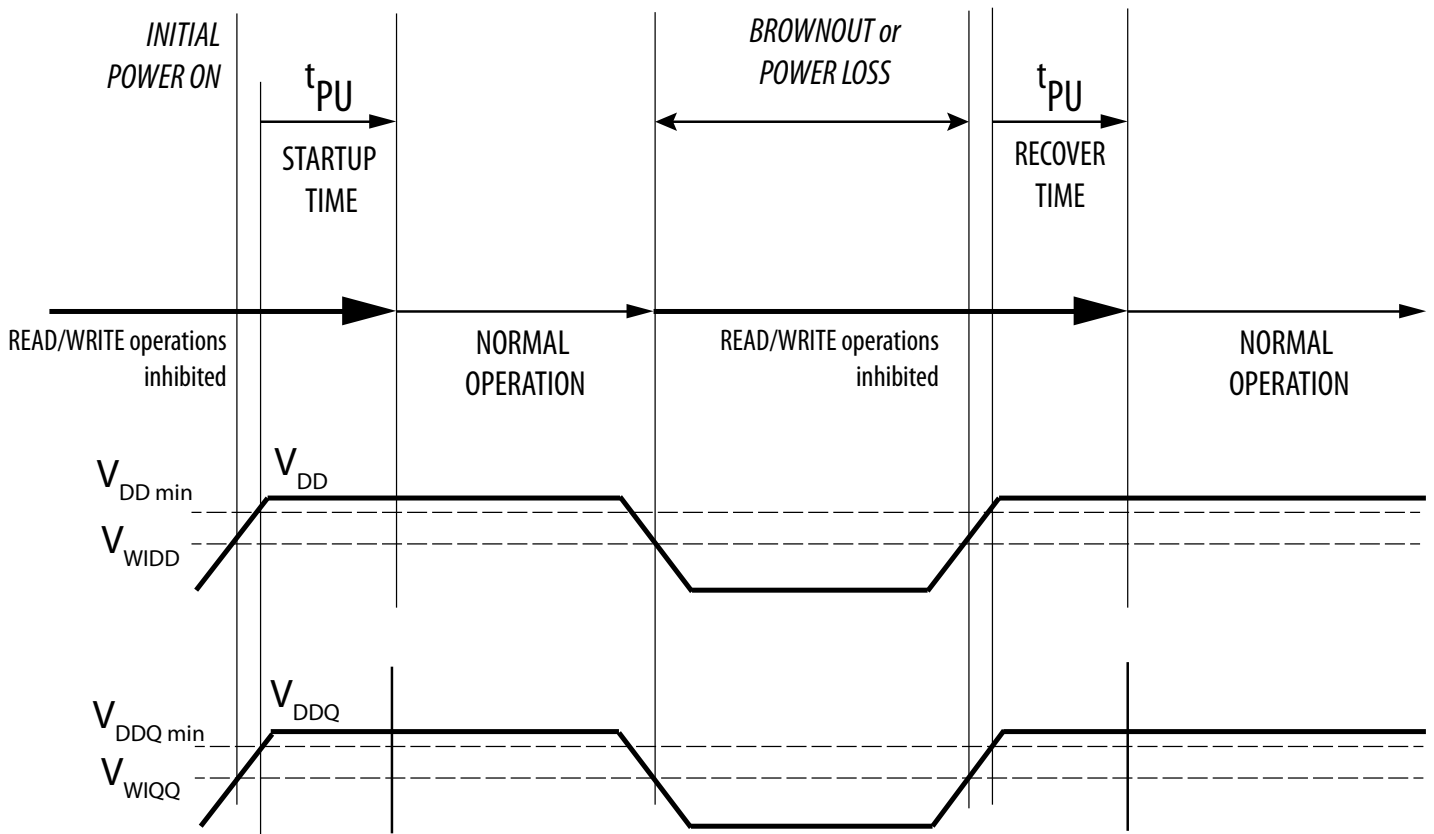 INITIAL
POWER ON
tPU
STARTUP
TIME
BROWNOUT or
POWER LOSS
tPU
RECOVER
TIME
READ/WRITE operations
inhibited
NORMAL
OPERATION
READ/WRITE operations
inhibited
NORMAL
OPERATION
VDD min
VDD
VWIDD
VDDQ min
VDDQ
VWIQQ